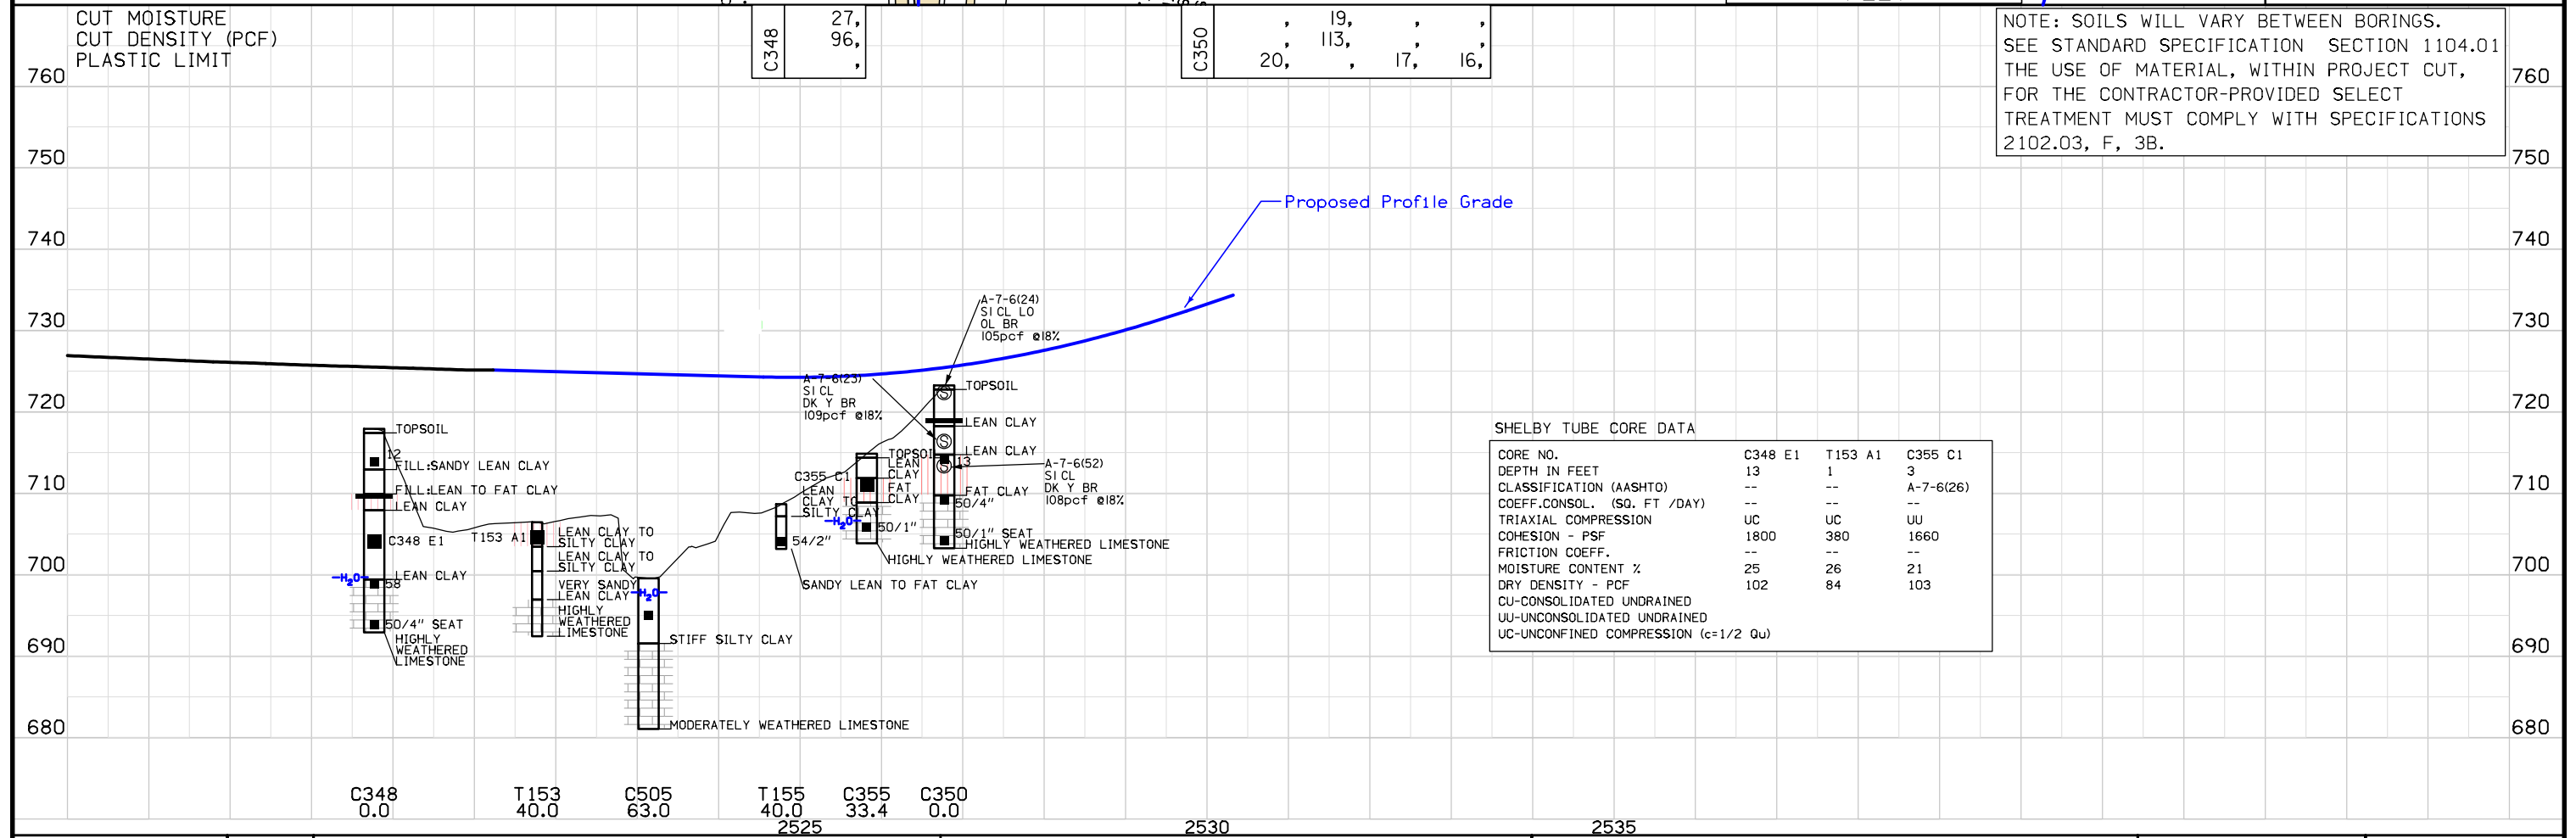 CUT MOISTURE
CUT DENSITY (PCF)
PLASTIC LIMIT
C348
27,
96,
,
C350
, 19, , ,
, 113, , ,
20, , 17, 16,
NOTE: SOILS WILL VARY BETWEEN BORINGS.
SEE STANDARD SPECIFICATION SECTION 1104.01
THE USE OF MATERIAL, WITHIN PROJECT CUT,
FOR THE CONTRACTOR-PROVIDED SELECT
TREATMENT MUST COMPLY WITH SPECIFICATIONS
2102.03, F, 3B.
760 760
750 750
740 740
730 730
720 720
710 710
700 700
690 690
680 680
Proposed Profile Grade
A-7-6(24)
SI CL LO
OL BR
105pcf @18%
A-7-6(23)
SI CL
DK Y BR
109pcf @18%
A-7-6(52)
SI CL
DK Y BR
108pcf @18%
TOPSOIL
12
FILL:SANDY LEAN CLAY
FILL:LEAN TO FAT CLAY
LEAN CLAY
C348 E1
LEAN CLAY
H2O
58
50/4" SEAT
HIGHLY
WEATHERED
LIMESTONE
T153 A1
LEAN CLAY TO
SILTY CLAY
LEAN CLAY TO
SILTY CLAY
VERY SANDY
LEAN CLAY
HIGHLY
WEATHERED
LIMESTONE
H2O
STIFF SILTY CLAY
MODERATELY WEATHERED LIMESTONE
LEAN
CLAY TO
SILTY CLAY
54/2"
SANDY LEAN TO FAT CLAY
TOPSOIL
C355 C1
LEAN
CLAY
FAT
CLAY
H2O
50/1"
HIGHLY WEATHERED LIMESTONE
S
TOPSOIL
LEAN CLAY
S
LEAN CLAY
13
S
FAT CLAY
50/4"
50/1" SEAT
HIGHLY WEATHERED LIMESTONE
SHELBY TUBE CORE DATA
CORE NO. C348 E1 T153 A1 C355 C1
DEPTH IN FEET 13 1 3
CLASSIFICATION (AASHTO) -- -- A-7-6(26)
COEFF.CONSOL. (SQ. FT /DAY) -- -- --
TRIAXIAL COMPRESSION UC UC UU
COHESION - PSF 1800 380 1660
FRICTION COEFF. -- -- --
MOISTURE CONTENT % 25 26 21
DRY DENSITY - PCF 102 84 103
CU-CONSOLIDATED UNDRAINED
UU-UNCONSOLIDATED UNDRAINED
UC-UNCONFINED COMPRESSION (c=1/2 Qu)
C348 T153 C505 T155 C355 C350
0.0 40.0 63.0 40.0 33.4 0.0
2525 2530 2535